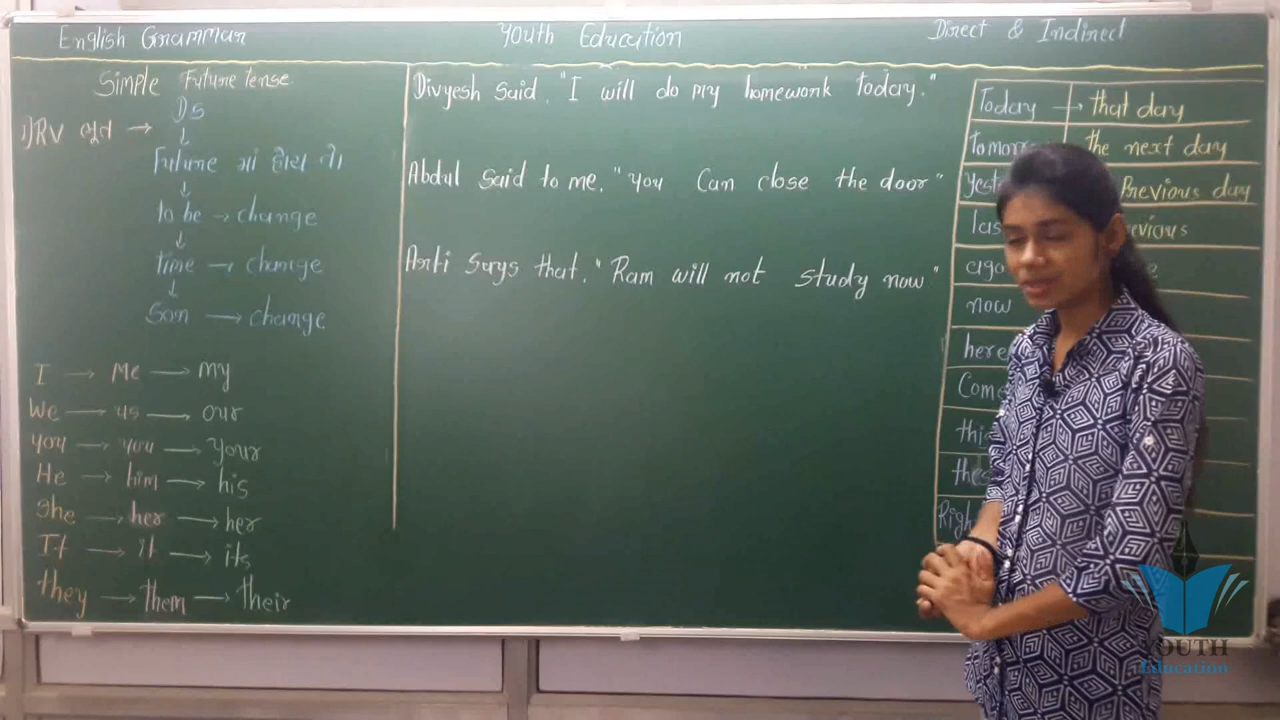 English Grammar
Youth Education
Direct & Indirect
Simple Future tense
DS
1) RV →
↓
Future માં હોય તો
↓
to be → change
↓
time → change
↓
→ change
I → Me → my
We → us → our
you → you → your
He → him → his
She → her → her
It → it → its
they → them → their
Divyesh said. "I will do my homework today."
Abdul said to me. "you can close the door"
Arti says that. "Ram will not study now"
Today → that day
the next day
Previous day
ago
now
here
Come
YOUTH
Education